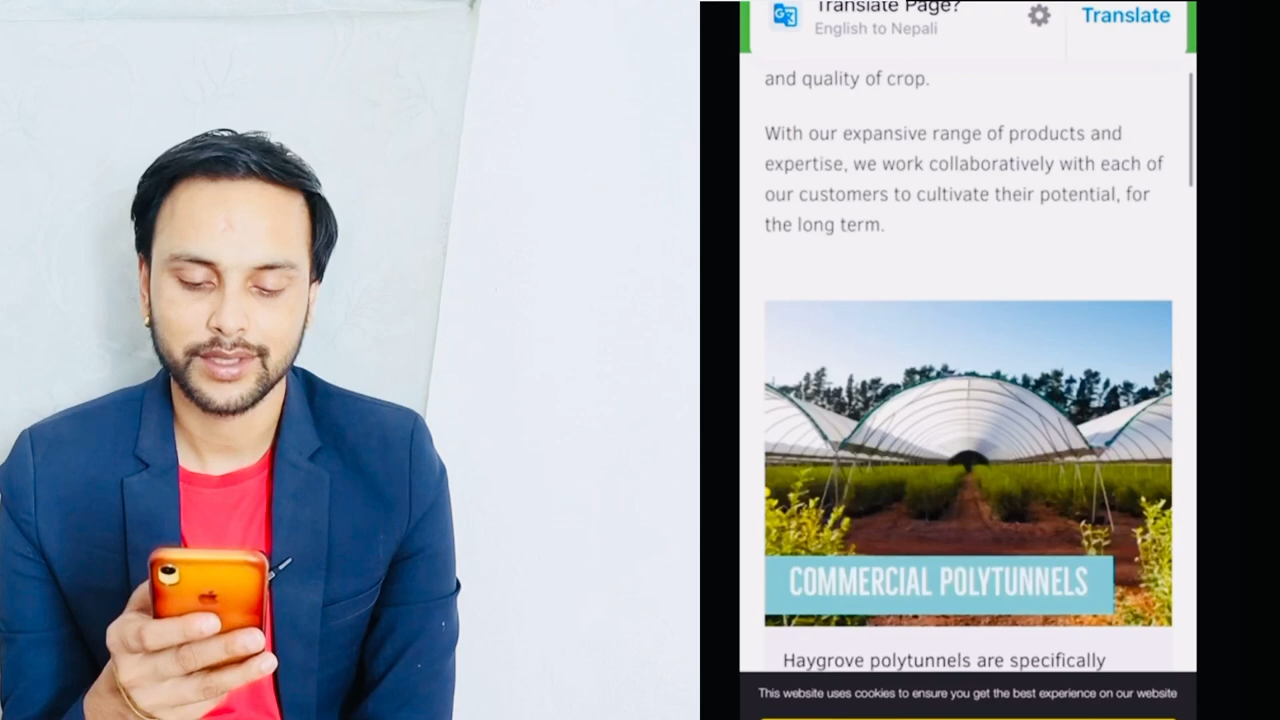 Translate Page?
English to Nepali
Translate
and quality of crop.
With our expansive range of products and
expertise, we work collaboratively with each of
our customers to cultivate their potential, for
the long term.
COMMERCIAL POLYTUNNELS
Haygrove polytunnels are specifically
This website uses cookies to ensure you get the best experience on our website